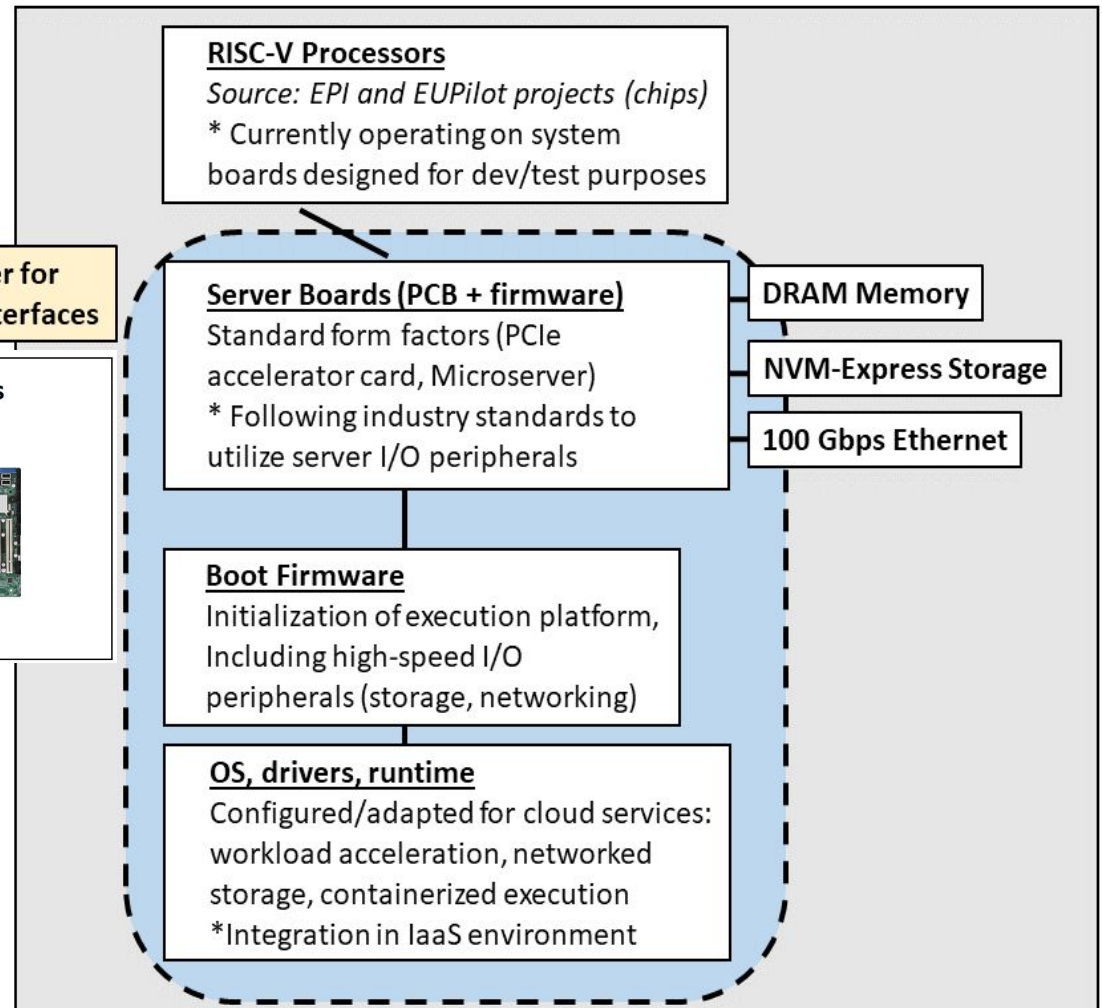 RISC-V Processors
Source: EPI and EUPilot projects (chips)
* Currently operating on system
boards designed for dev/test purposes
er for
terfaces
s
Server Boards (PCB + firmware)
Standard form factors (PCIe
accelerator card, Microserver)
* Following industry standards to
utilize server I/O peripherals
DRAM Memory
NVM-Express Storage
100 Gbps Ethernet
Boot Firmware
Initialization of execution platform,
Including high-speed I/O
peripherals (storage, networking)
OS, drivers, runtime
Configured/adapted for cloud services:
workload acceleration, networked
storage, containerized execution
*Integration in IaaS environment